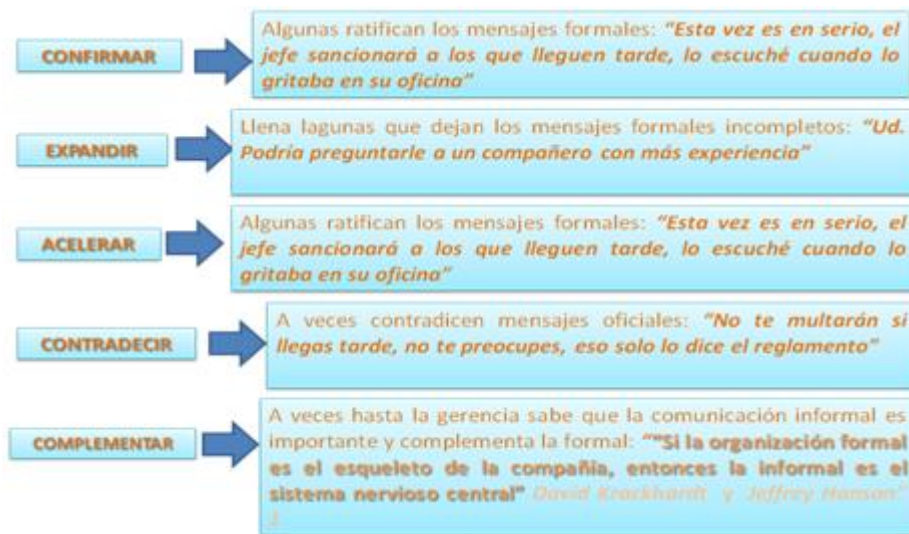 CONFIRMAR
Algunas ratifican los mensajes formales: "Esta vez es en serio, el
jefe sancionará a los que lleguen tarde, lo escuché cuando lo
gritaba en su oficina"
EXPANDIR
Llena lagunas que dejan los mensajes formales incompletos: "Ud.
Podría preguntarle a un compañero con más experiencia"
ACELERAR
Algunas ratifican los mensajes formales: "Esta vez es en serio, el
jefe sancionará a los que lleguen tarde, lo escuché cuando lo
gritaba en su oficina"
CONTRADECIR
A veces contradicen mensajes oficiales: "No te multarán si
llegas tarde, no te preocupes, eso solo lo dice el reglamento"
COMPLEMENTAR
A veces hasta la gerencia sabe que la comunicación informal es
importante y complementa la formal: ""Si la organización formal
es el esqueleto de la compañía, entonces la informal es el
sistema nervioso central" David Krackhardt y Jeffrey Hanson"